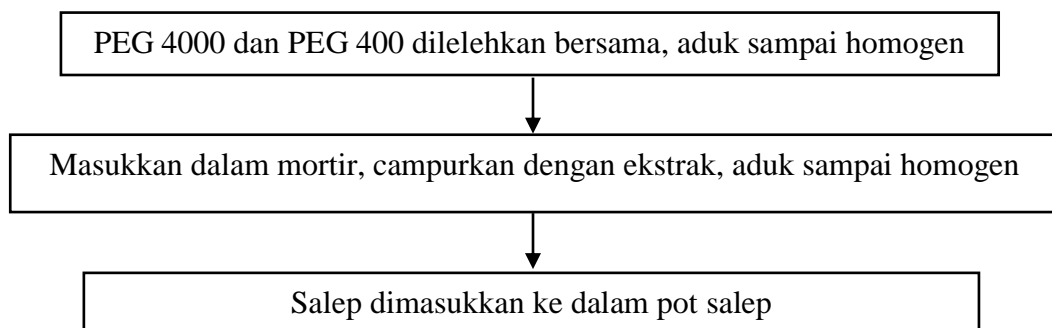 PEG 4000 dan PEG 400 dilelehkan bersama, aduk sampai homogen
Masukkan dalam mortir, campurkan dengan ekstrak, aduk sampai homogen
Salep dimasukkan ke dalam pot salep